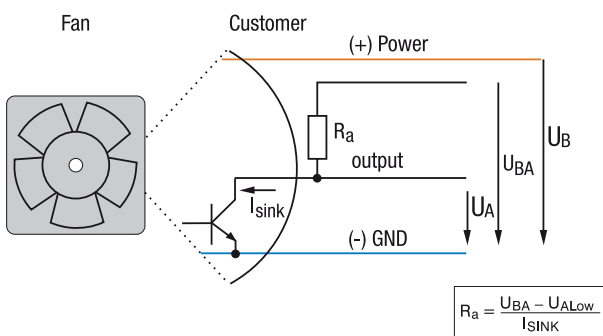 Fan
Customer
(+) Power
Ra
output
Isink
UA
UBA
UB
(-) GND
Ra = UBA – UALow / ISINK